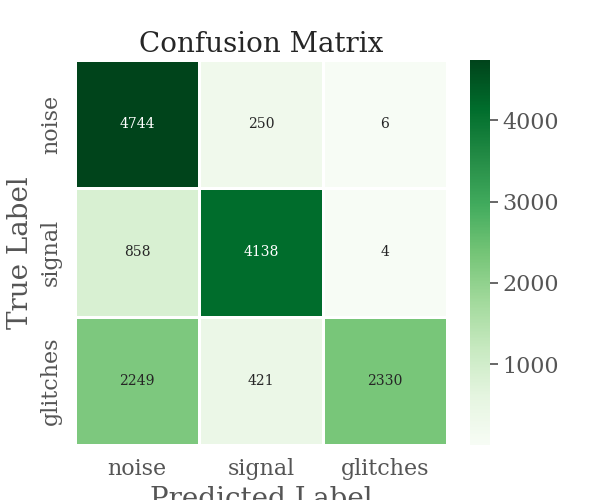 Confusion Matrix
True Label
noise
4744 250 6
signal
858 4138 4
glitches
2249 421 2330
noise signal glitches
Predicted Label
4000
3000
2000
1000